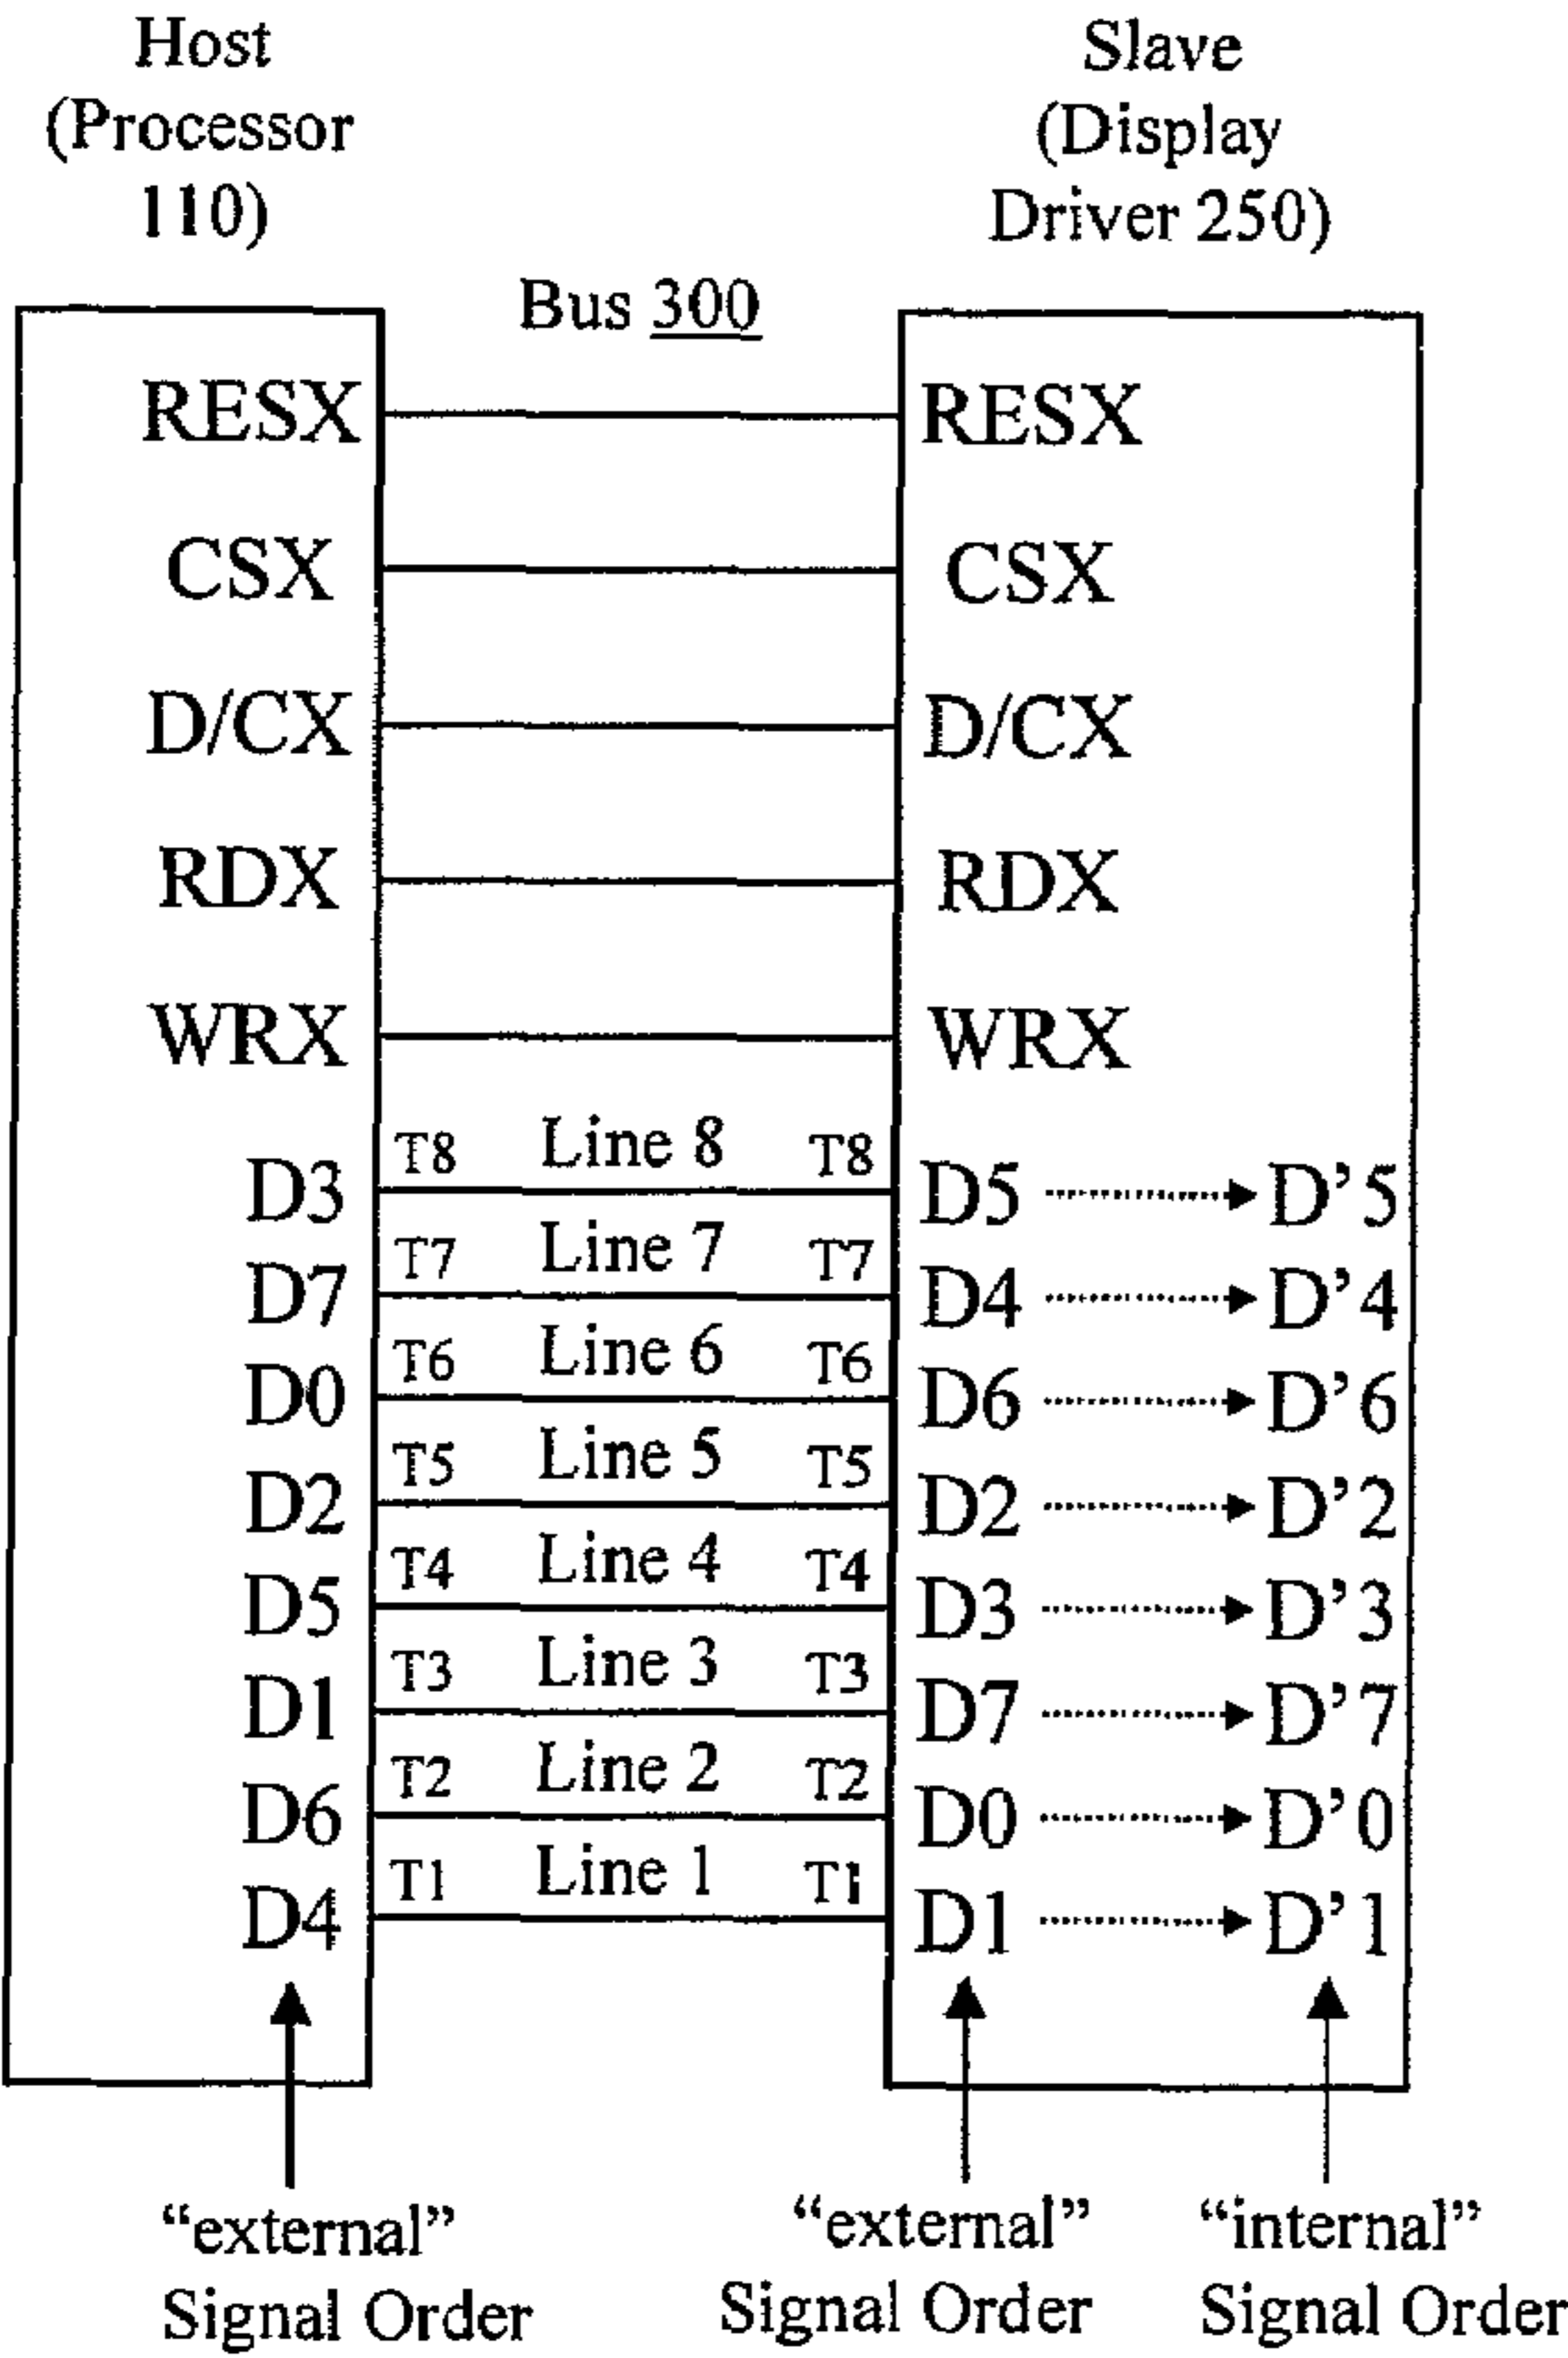 Host
(Processor
110)
Slave
(Display
Driver 250)
Bus 300
RESX RESX
CSX CSX
D/CX D/CX
RDX RDX
WRX WRX
T8 Line 8 T8
D3 D5 D’5
T7 Line 7 T7
D7 D4 D’4
T6 Line 6 T6
D0 D6 D’6
T5 Line 5 T5
D2 D2 D’2
T4 Line 4 T4
D5 D3 D’3
T3 Line 3 T3
D1 D7 D’7
T2 Line 2 T2
D6 D0 D’0
T1 Line 1 T1
D4 D1 D’1
“external”
Signal Order
“external”
Signal Order
“internal”
Signal Order